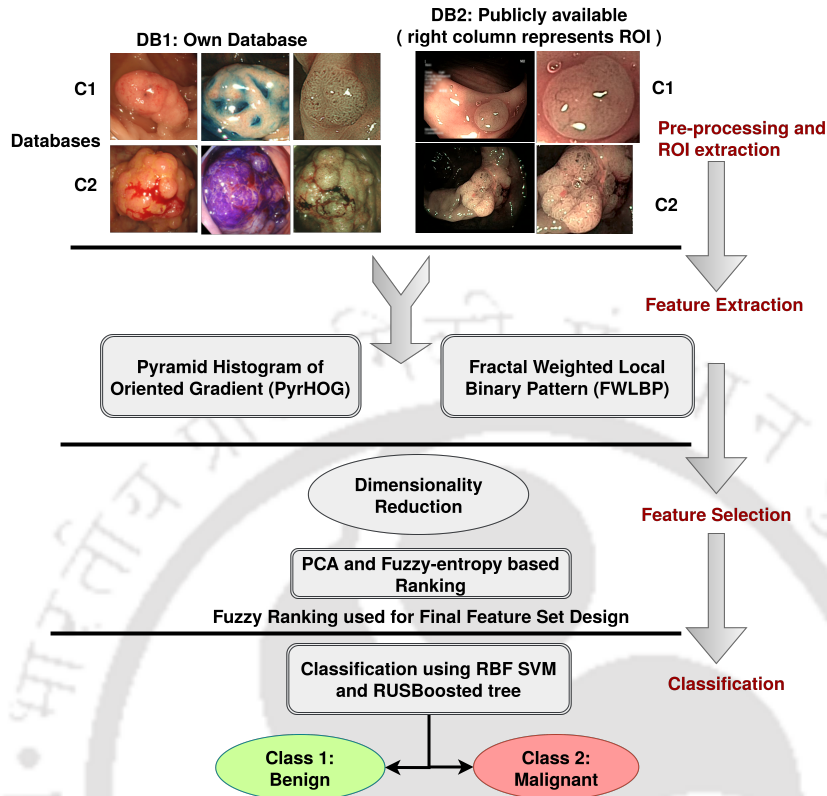 DB1: Own Database
DB2: Publicly available
( right column represents ROI )
C1
C1
Databases
Pre-processing and
ROI extraction
C2
C2
Feature Extraction
Pyramid Histogram of
Oriented Gradient (PyrHOG)
Fractal Weighted Local
Binary Pattern (FWLBP)
Dimensionality
Reduction
Feature Selection
PCA and Fuzzy-entropy based
Ranking
Fuzzy Ranking used for Final Feature Set Design
Classification using RBF SVM
and RUSBoosted tree
Classification
Class 1:
Benign
Class 2:
Malignant
भारतीय